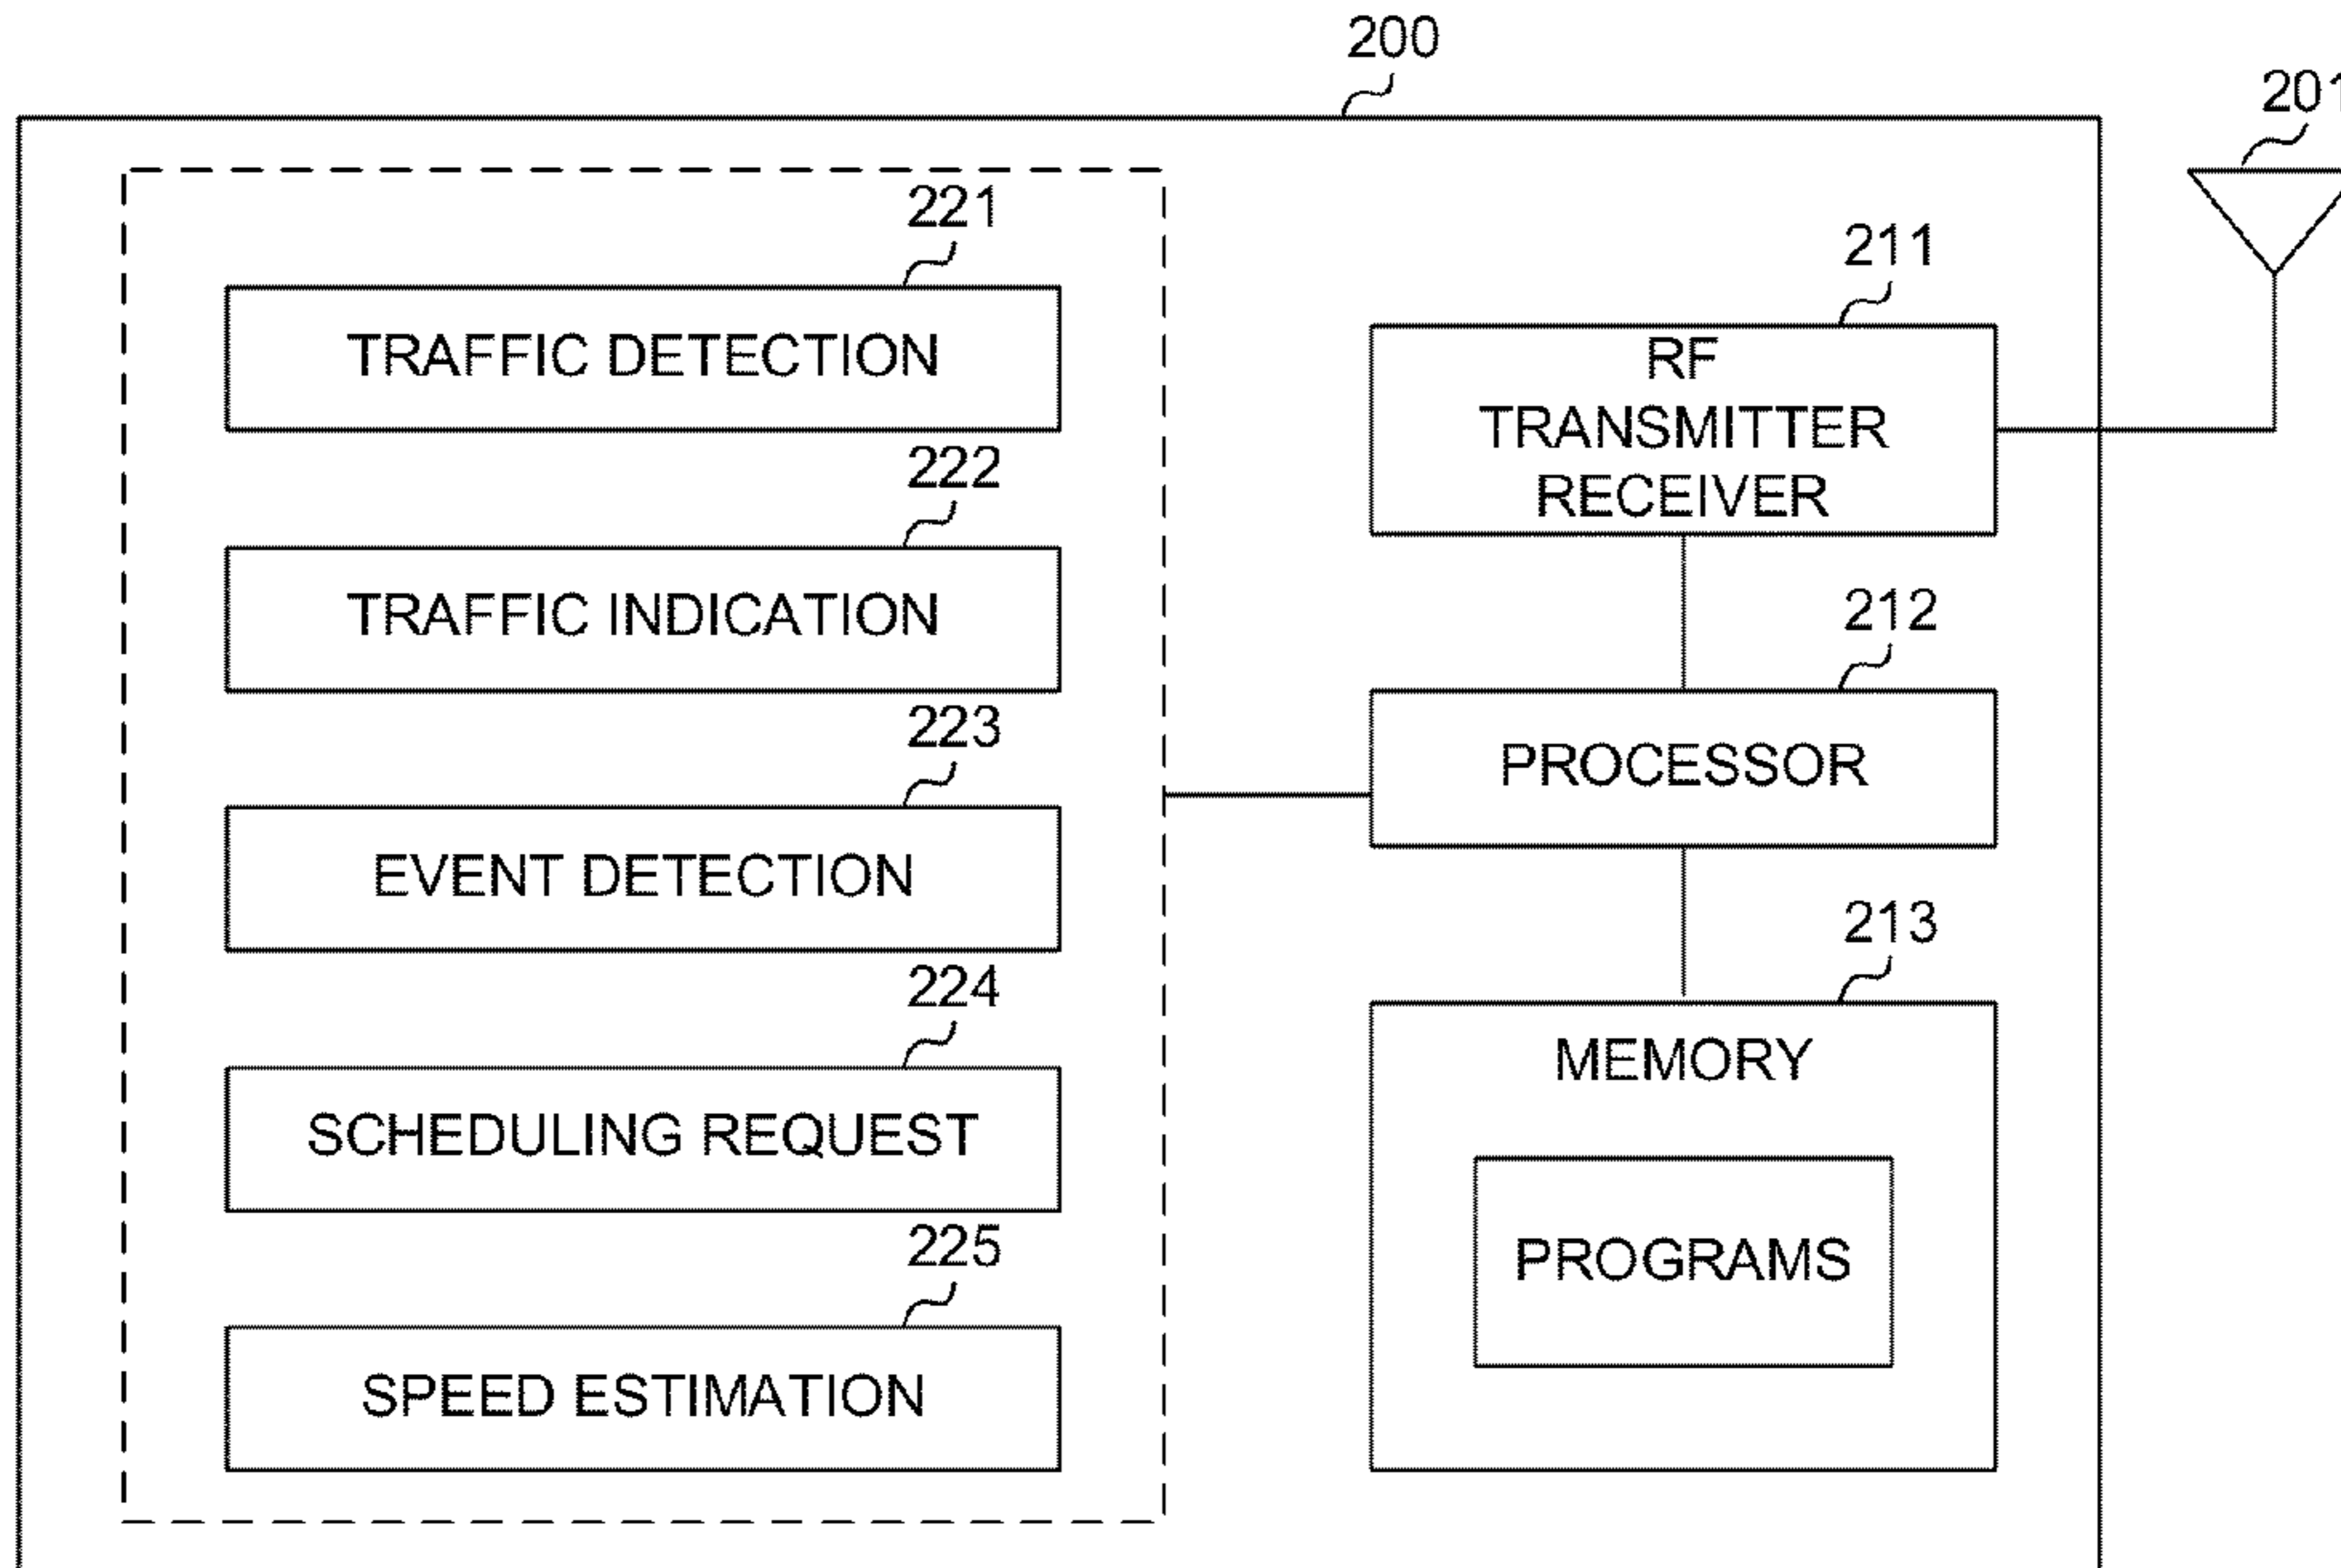 200
201
221
TRAFFIC DETECTION
222
TRAFFIC INDICATION
223
EVENT DETECTION
224
SCHEDULING REQUEST
225
SPEED ESTIMATION
211
RF
TRANSMITTER
RECEIVER
212
PROCESSOR
213
MEMORY
PROGRAMS